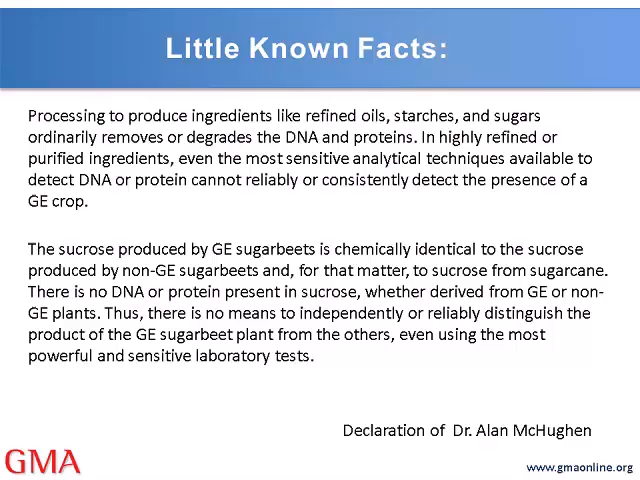 Little Known Facts:
Processing to produce ingredients like refined oils, starches, and sugars
ordinarily removes or degrades the DNA and proteins. In highly refined or
purified ingredients, even the most sensitive analytical techniques available to
detect DNA or protein cannot reliably or consistently detect the presence of a
GE crop.
The sucrose produced by GE sugarbeets is chemically identical to the sucrose
produced by non-GE sugarbeets and, for that matter, to sucrose from sugarcane.
There is no DNA or protein present in sucrose, whether derived from GE or non-
GE plants. Thus, there is no means to independently or reliably distinguish the
product of the GE sugarbeet plant from the others, even using the most
powerful and sensitive laboratory tests.
Declaration of Dr. Alan McHughen
GMA
www.gmaonline.org